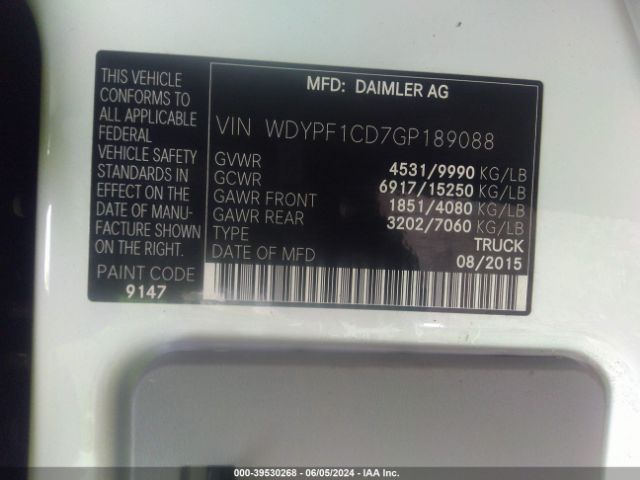 THIS VEHICLE
CONFORMS TO
ALL APPLICABLE
FEDERAL
VEHICLE SAFETY
STANDARDS IN
EFFECT ON THE
DATE OF MANU-
FACTURE SHOWN
ON THE RIGHT.
PAINT CODE
9147
MFD: DAIMLER AG
VIN WDYPF1CD7GP189088
GVWR 4531/9990 KG/LB
GCWR 6917/15250 KG/LB
GAWR FRONT 1851/4080 KG/LB
GAWR REAR 3202/7060 KG/LB
TYPE TRUCK
DATE OF MFD 08/2015
000-39530268 - 06/05/2024 - IAA Inc.